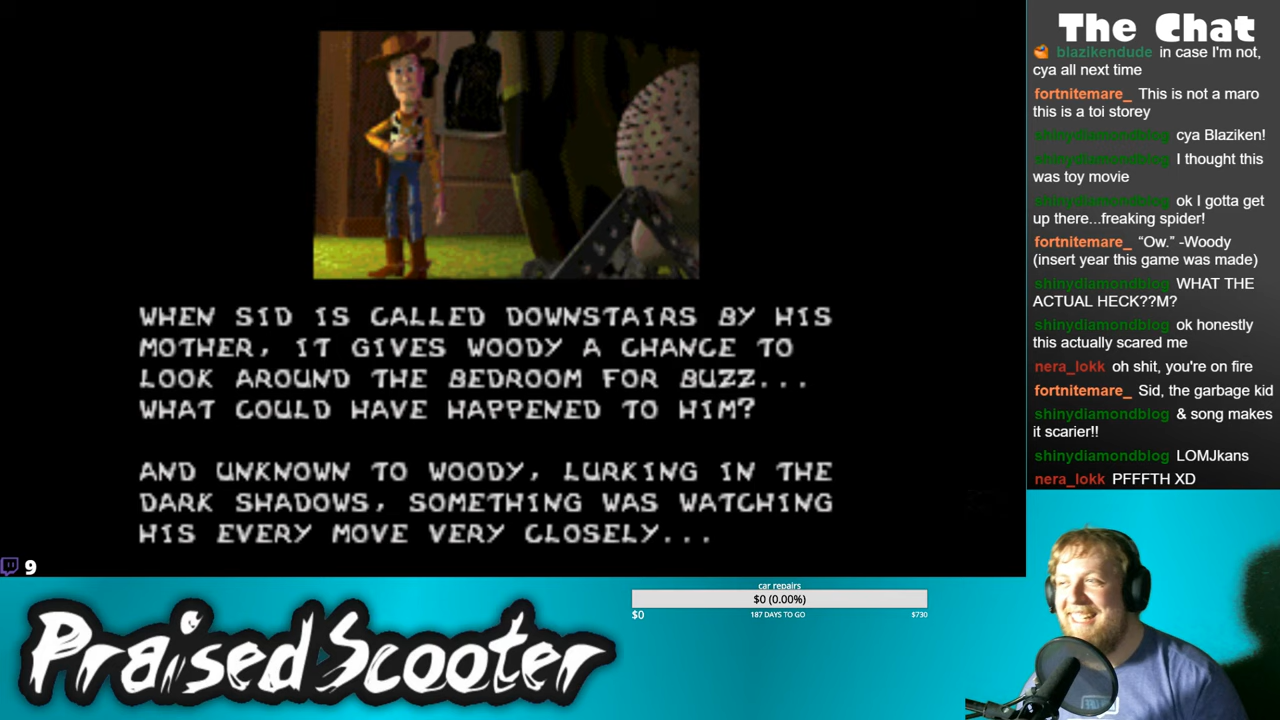 WHEN SID IS CALLED DOWNSTAIRS BY HIS
MOTHER, IT GIVES WOODY A CHANCE TO
LOOK AROUND THE BEDROOM FOR BUZZ...
WHAT COULD HAVE HAPPENED TO HIM?
AND UNKNOWN TO WOODY, LURKING IN THE
DARK SHADOWS, SOMETHING WAS WATCHING
HIS EVERY MOVE VERY CLOSELY...
The Chat
blazikendude in case I'm not,
cya all next time
fortnitemare_ This is not a maro
this is a toi storey
shinydiamondblog cya Blaziken!
shinydiamondblog I thought this
was toy movie
shinydiamondblog ok I gotta get
up there...freaking spider!
fortnitemare_ “Ow.” -Woody
(insert year this game was made)
shinydiamondblog WHAT THE
ACTUAL HECK??M?
shinydiamondblog ok honestly
this actually scared me
nera_lokk oh shit, you're on fire
fortnitemare_ Sid, the garbage kid
shinydiamondblog & song makes
it scarier!!
shinydiamondblog LOMJkans
nera_lokk PFFFTH XD
9
PraisedScooter
car repairs
$0 (0.00%)
$0 187 DAYS TO GO $730